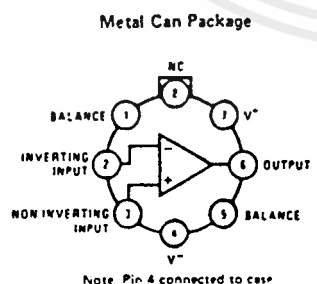 Metal Can Package
NC
8
BALANCE 1
7 V+
INVERTING
INPUT
2
-
6 OUTPUT
NON INVERTING
INPUT
3
+
5 BALANCE
4
V-
Note Pin 4 connected to case